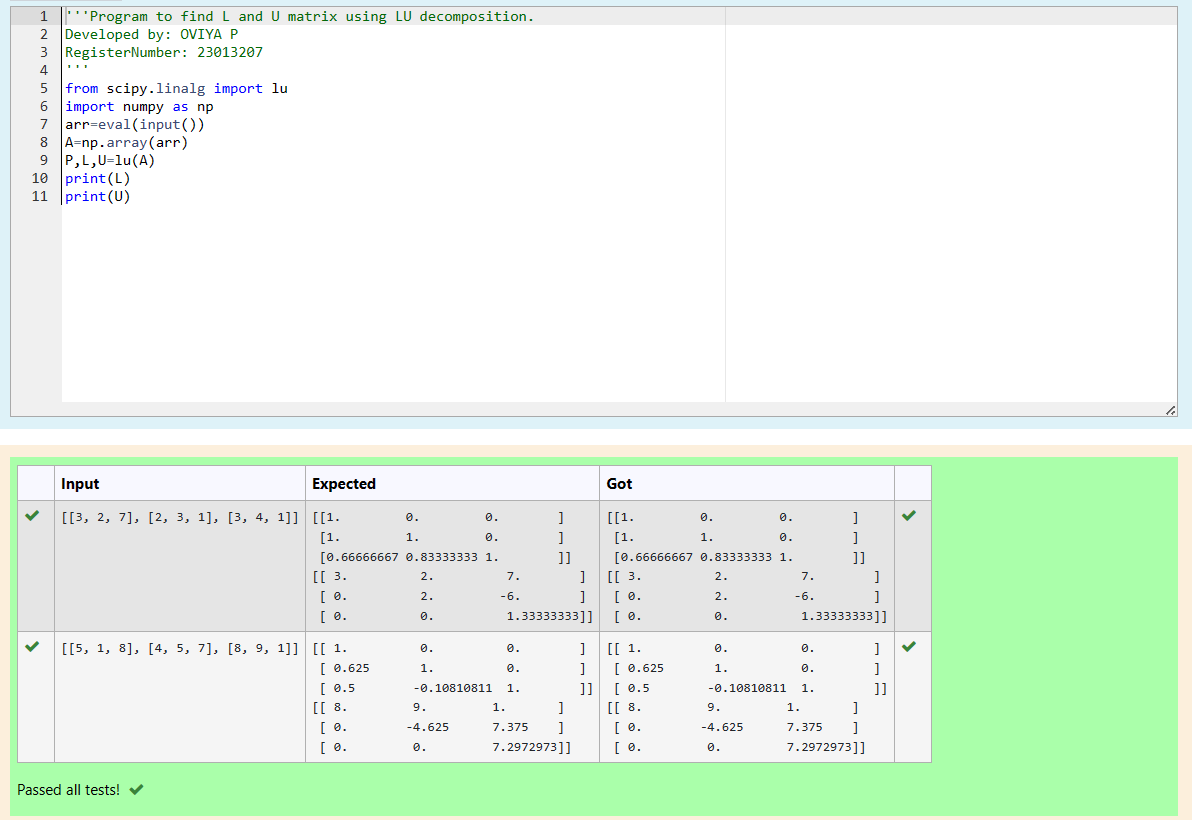 1 '''Program to find L and U matrix using LU decomposition.
2 Developed by: OVIYA P
3 RegisterNumber: 23013207
4 '''
5 from scipy.linalg import lu
6 import numpy as np
7 arr=eval(input())
8 A=np.array(arr)
9 P,L,U=lu(A)
10 print(L)
11 print(U)
Input Expected Got
[[3, 2, 7], [2, 3, 1], [3, 4, 1]] [[1. 0. 0. ] [[1. 0. 0. ]
[1. 1. 0. ] [1. 1. 0. ]
[0.66666667 0.83333333 1. ]] [0.66666667 0.83333333 1. ]]
[[ 3. 2. 7. ] [[ 3. 2. 7. ]
[ 0. 2. -6. ] [ 0. 2. -6. ]
[ 0. 0. 1.33333333]] [ 0. 0. 1.33333333]]
[[5, 1, 8], [4, 5, 7], [8, 9, 1]] [[ 1. 0. 0. ] [[ 1. 0. 0. ]
[ 0.625 1. 0. ] [ 0.625 1. 0. ]
[ 0.5 -0.10810811 1. ]] [ 0.5 -0.10810811 1. ]]
[[ 8. 9. 1. ] [[ 8. 9. 1. ]
[ 0. -4.625 7.375 ] [ 0. -4.625 7.375 ]
[ 0. 0. 7.2972973]] [ 0. 0. 7.2972973]]
Passed all tests!